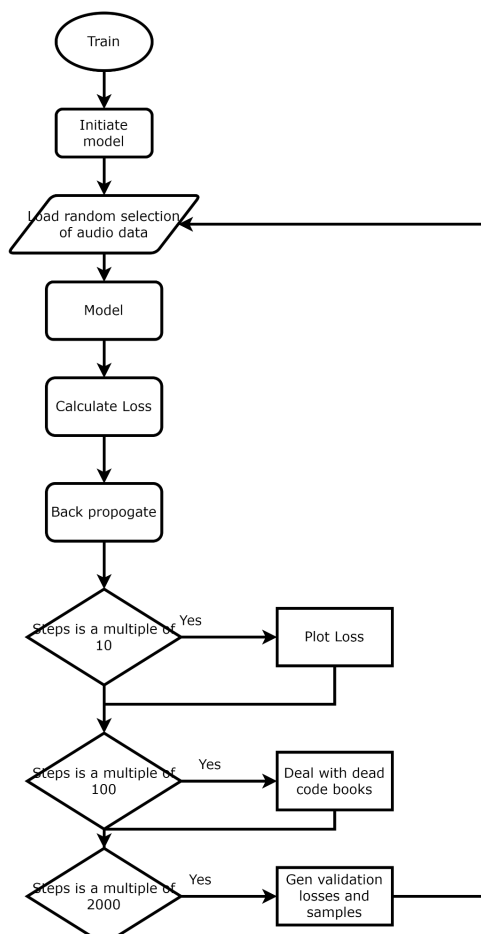 Train
Initiate
model
Load random selection
of audio data
Model
Calculate Loss
Back propogate
Steps is a multiple of
10
Yes
Plot Loss
Steps is a multiple of
100
Yes
Deal with dead
code books
Steps is a multiple of
2000
Yes
Gen validation
losses and
samples